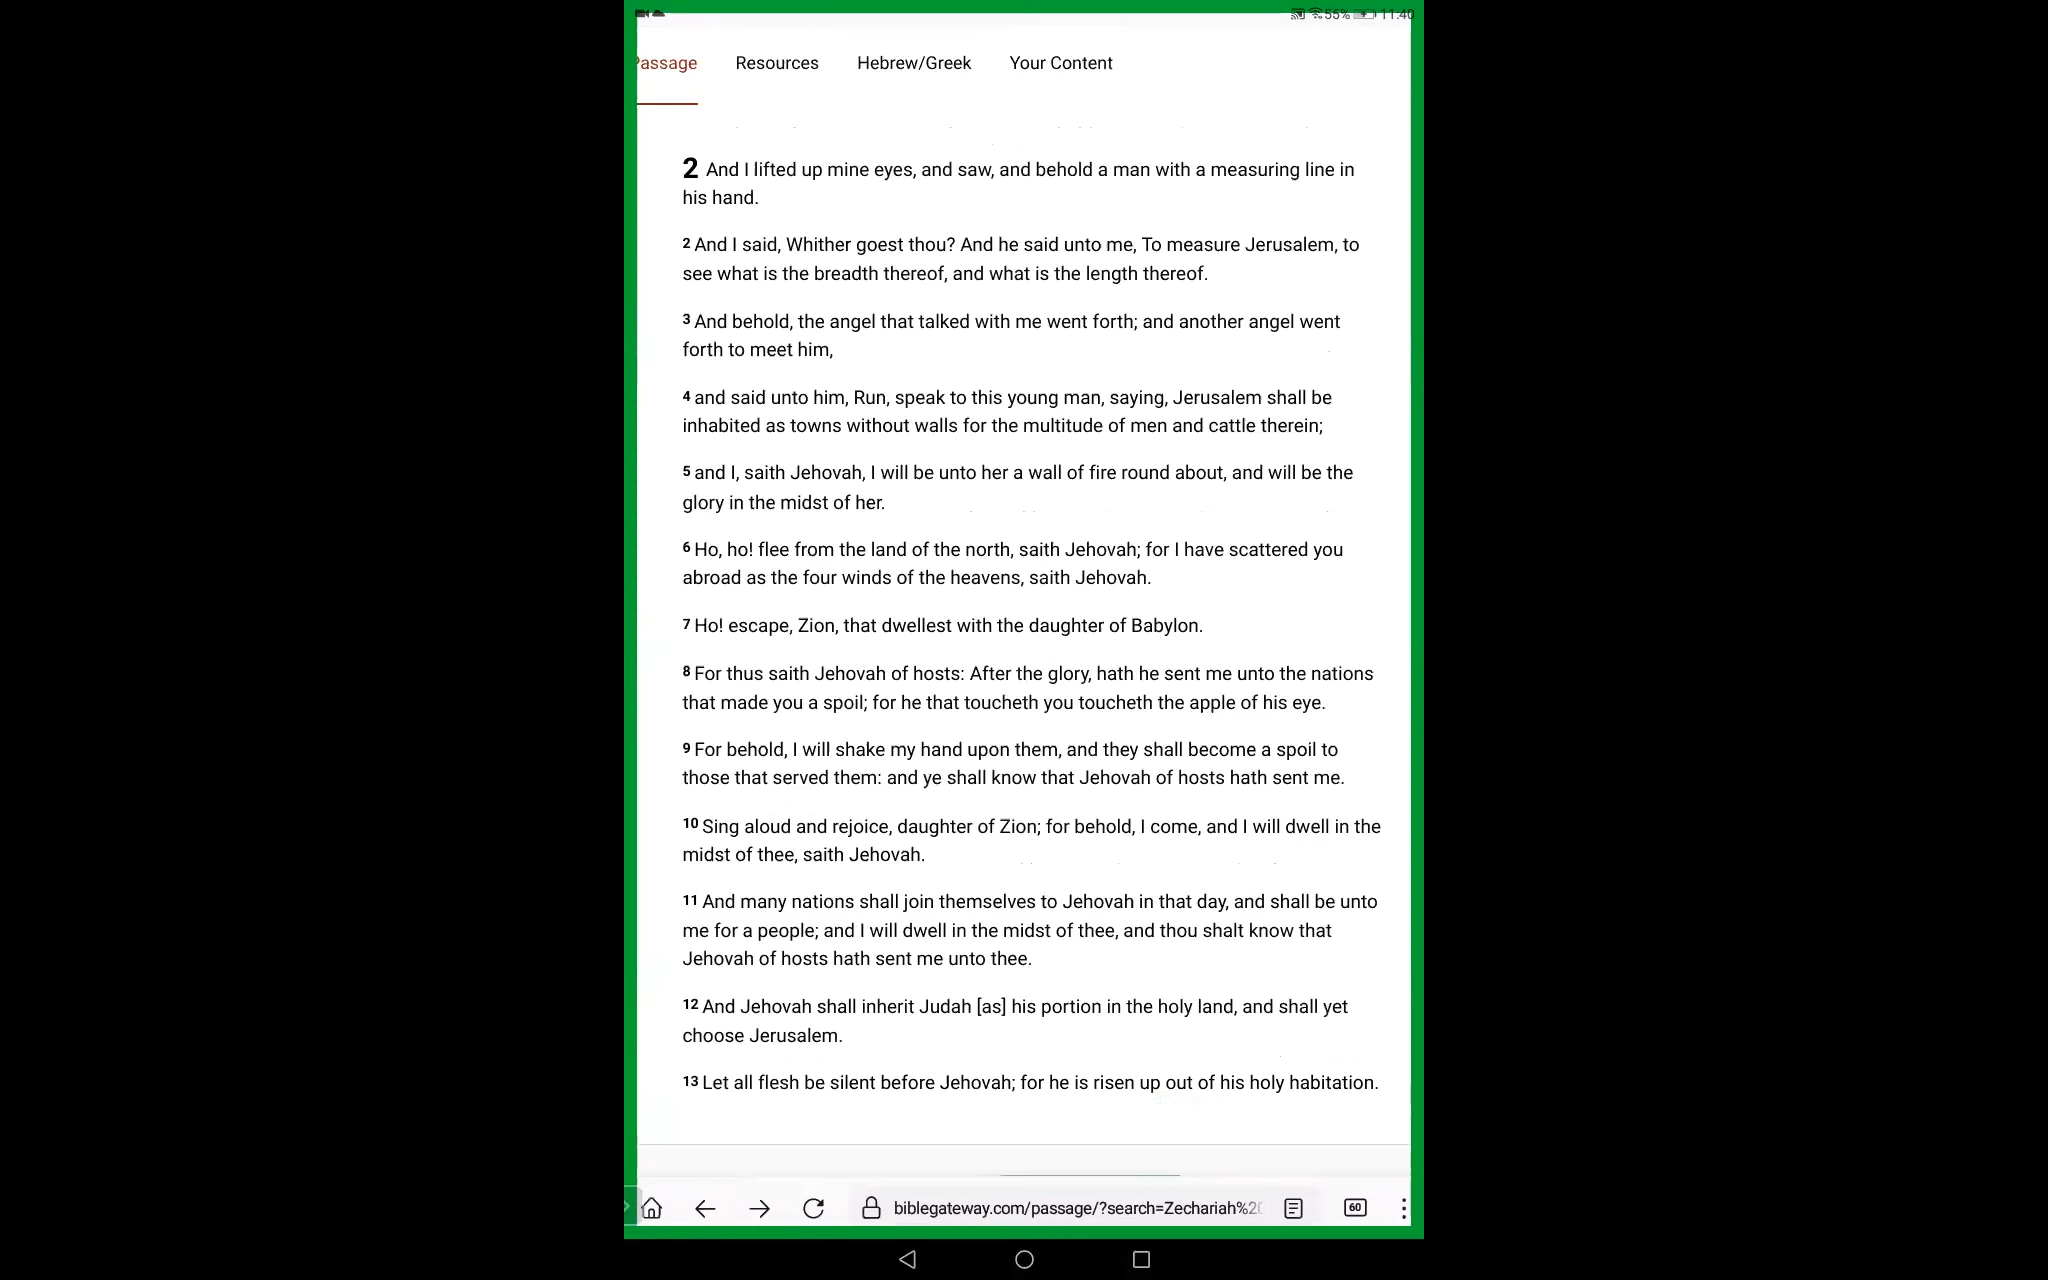 55% 11:40
Passage Resources Hebrew/Greek Your Content
2 And I lifted up mine eyes, and saw, and behold a man with a measuring line in
his hand.
2 And I said, Whither goest thou? And he said unto me, To measure Jerusalem, to
see what is the breadth thereof, and what is the length thereof.
3 And behold, the angel that talked with me went forth; and another angel went
forth to meet him,
4 and said unto him, Run, speak to this young man, saying, Jerusalem shall be
inhabited as towns without walls for the multitude of men and cattle therein;
5 and I, saith Jehovah, I will be unto her a wall of fire round about, and will be the
glory in the midst of her.
6 Ho, ho! flee from the land of the north, saith Jehovah; for I have scattered you
abroad as the four winds of the heavens, saith Jehovah.
7 Ho! escape, Zion, that dwellest with the daughter of Babylon.
8 For thus saith Jehovah of hosts: After the glory, hath he sent me unto the nations
that made you a spoil; for he that toucheth you toucheth the apple of his eye.
9 For behold, I will shake my hand upon them, and they shall become a spoil to
those that served them: and ye shall know that Jehovah of hosts hath sent me.
10 Sing aloud and rejoice, daughter of Zion; for behold, I come, and I will dwell in the
midst of thee, saith Jehovah.
11 And many nations shall join themselves to Jehovah in that day, and shall be unto
me for a people; and I will dwell in the midst of thee, and thou shalt know that
Jehovah of hosts hath sent me unto thee.
12 And Jehovah shall inherit Judah [as] his portion in the holy land, and shall yet
choose Jerusalem.
13 Let all flesh be silent before Jehovah; for he is risen up out of his holy habitation.
biblegateway.com/passage/?search=Zechariah%20 60